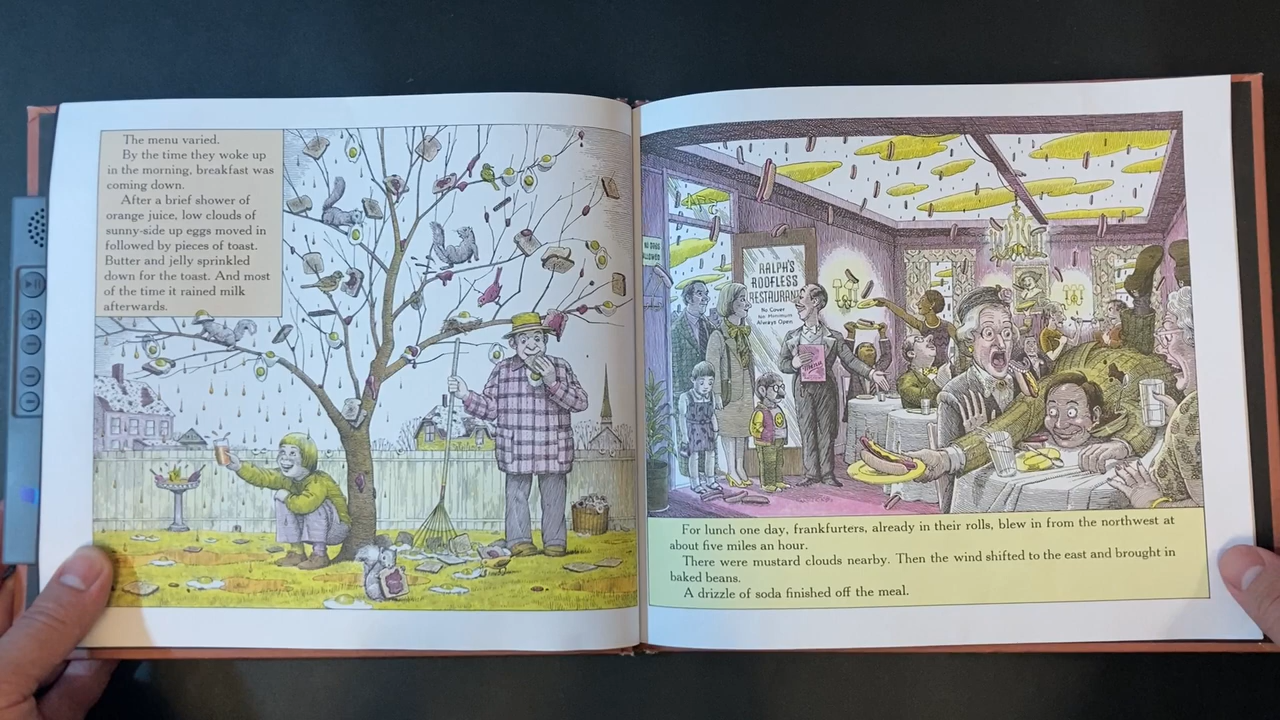 The menu varied.
By the time they woke up
in the morning, breakfast was
coming down.
After a brief shower of
orange juice, low clouds of
sunny-side up eggs moved in
followed by pieces of toast.
Butter and jelly sprinkled
down for the toast. And most
of the time it rained milk
afterwards.
NO DOGS
ALLOWED
RALPH'S
ROOFLESS
RESTAURANT
No Cover
No Minimum
Always Open
For lunch one day, frankfurters, already in their rolls, blew in from the northwest at
about five miles an hour.
There were mustard clouds nearby. Then the wind shifted to the east and brought in
baked beans.
A drizzle of soda finished off the meal.